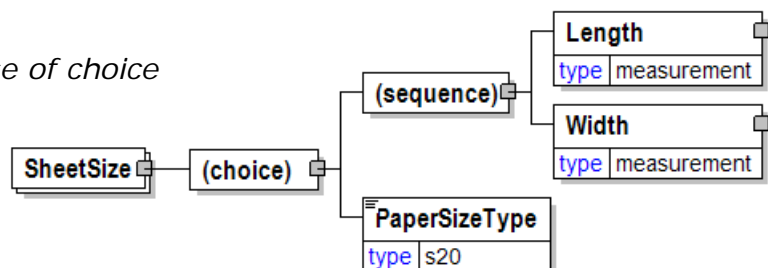 Length
type measurement
e of choice
(sequence)
Width
type measurement
SheetSize
(choice)
PaperSizeType
type s20